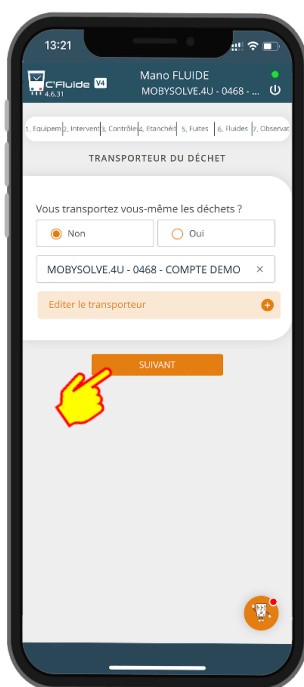 13:21
C'Fluide V4
4.6.31
Mano FLUIDE
MOBYSOLVE.4U - 0468 - ...
1, Equipem 2, Intervent 3, Contrôle 4, Etanchéit 5, Fuites 6, Fluides 7, Observat
TRANSPORTEUR DU DÉCHET
Vous transportez vous-même les déchets ?
Non
Oui
MOBYSOLVE.4U - 0468 - COMPTE DEMO ×
Editer le transporteur
SUIVANT